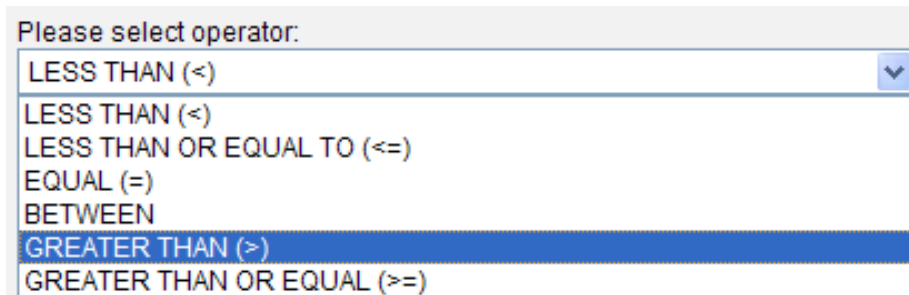 Please select operator:
LESS THAN (<)
LESS THAN (<)
LESS THAN OR EQUAL TO (<=)
EQUAL (=)
BETWEEN
GREATER THAN (>)
GREATER THAN OR EQUAL (>=)